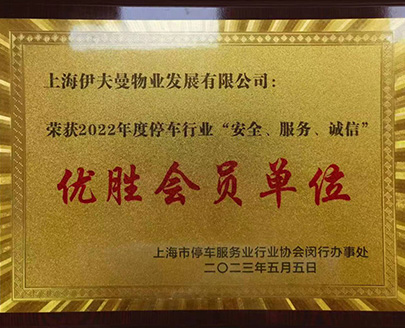 上海伊夫曼物业发展有限公司：
荣获2022年度停车行业“安全、服务、诚信”
优胜会员单位
上海市停车服务业行业协会闵行办事处
二〇二三年五月五日